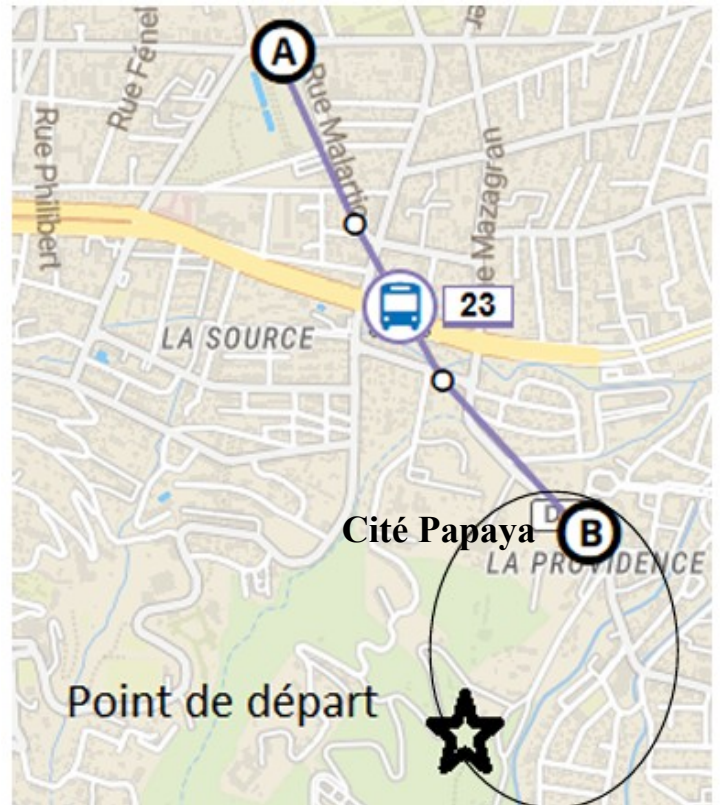 A
Rue Fénel
Rue Malartic
Rue Philibert
e Mazagran
23
LA SOURCE
Cité Papaya
D
B
LA PROVIDENCE
Point de départ